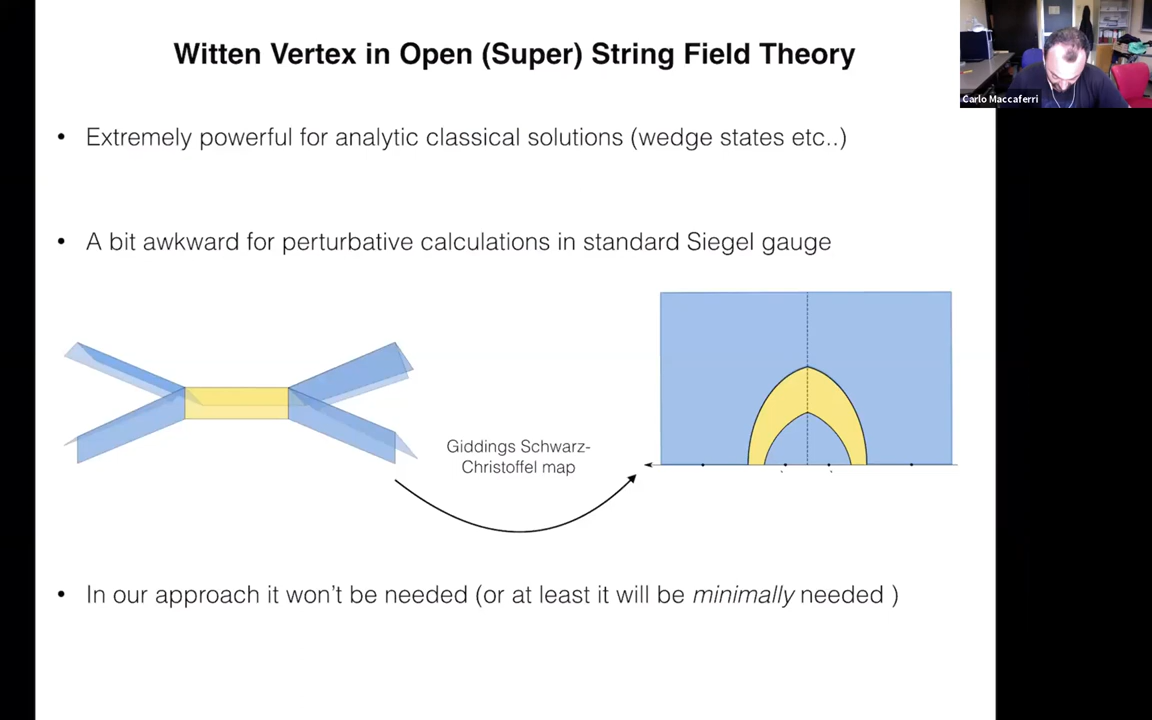 Witten Vertex in Open (Super) String Field Theory
Carlo Maccaferri
• Extremely powerful for analytic classical solutions (wedge states etc..)
• A bit awkward for perturbative calculations in standard Siegel gauge
Giddings Schwarz-
Christoffel map
• In our approach it won't be needed (or at least it will be minimally needed )